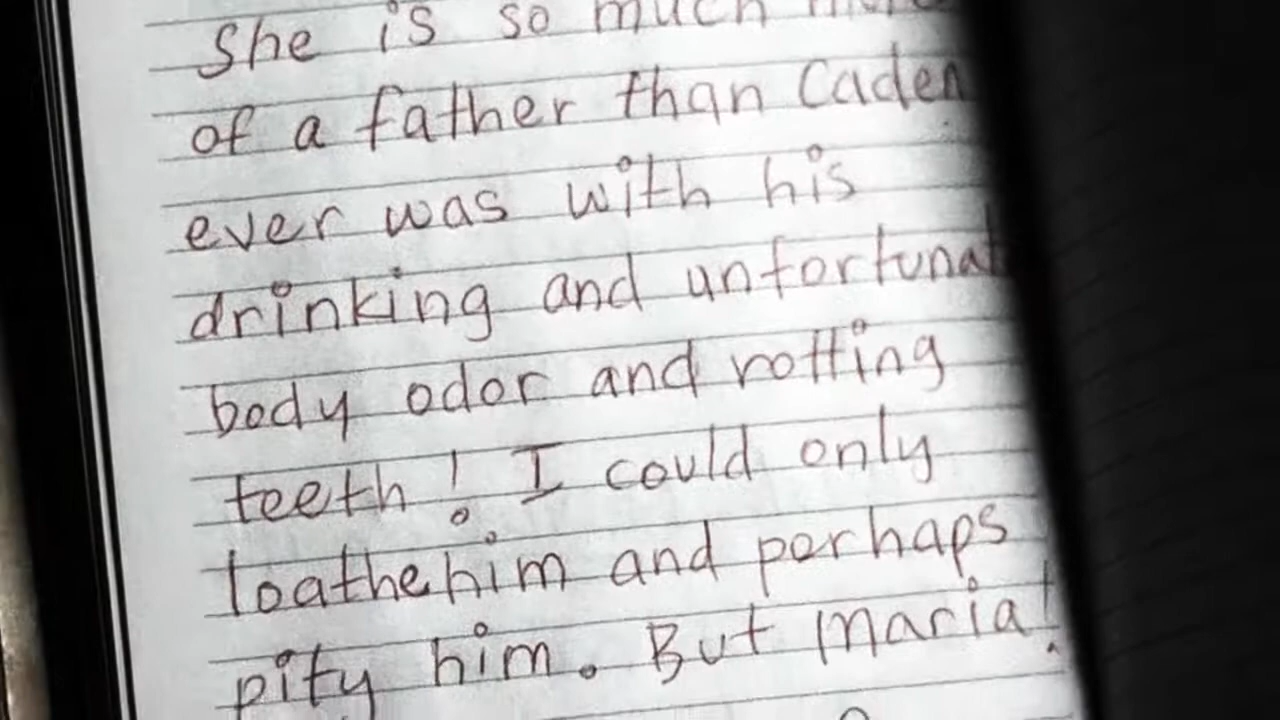 She is so much more
of a father than Caden
ever was with his
drinking and unfortunat
body odor and rotting
teeth! I could only
loathe him and perhaps
pity him. But Maria!